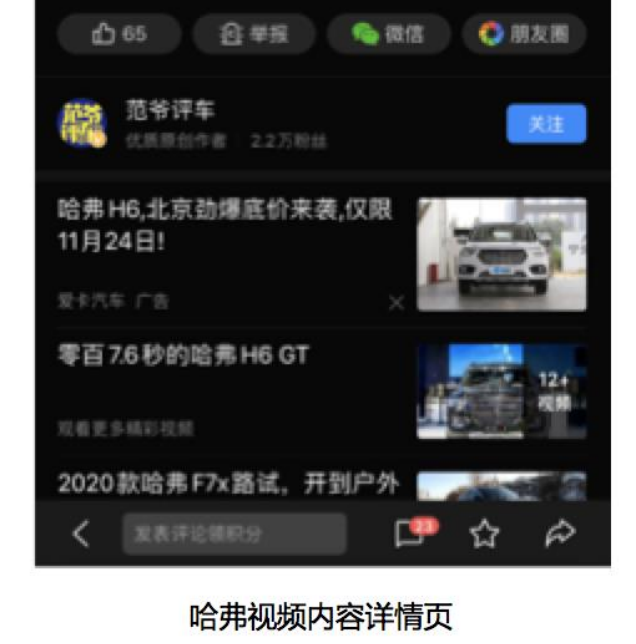 65 举报 微信 朋友圈
范爷评车
优质原创作者 2.2万粉丝
关注
哈弗H6,北京劲爆底价来袭,仅限
11月24日!
爱卡汽车 广告
零百7.6秒的哈弗H6 GT
12+
视频
观看更多精彩视频
2020款哈弗F7x路试，开到户外
发表评论领积分
23
哈弗视频内容详情页